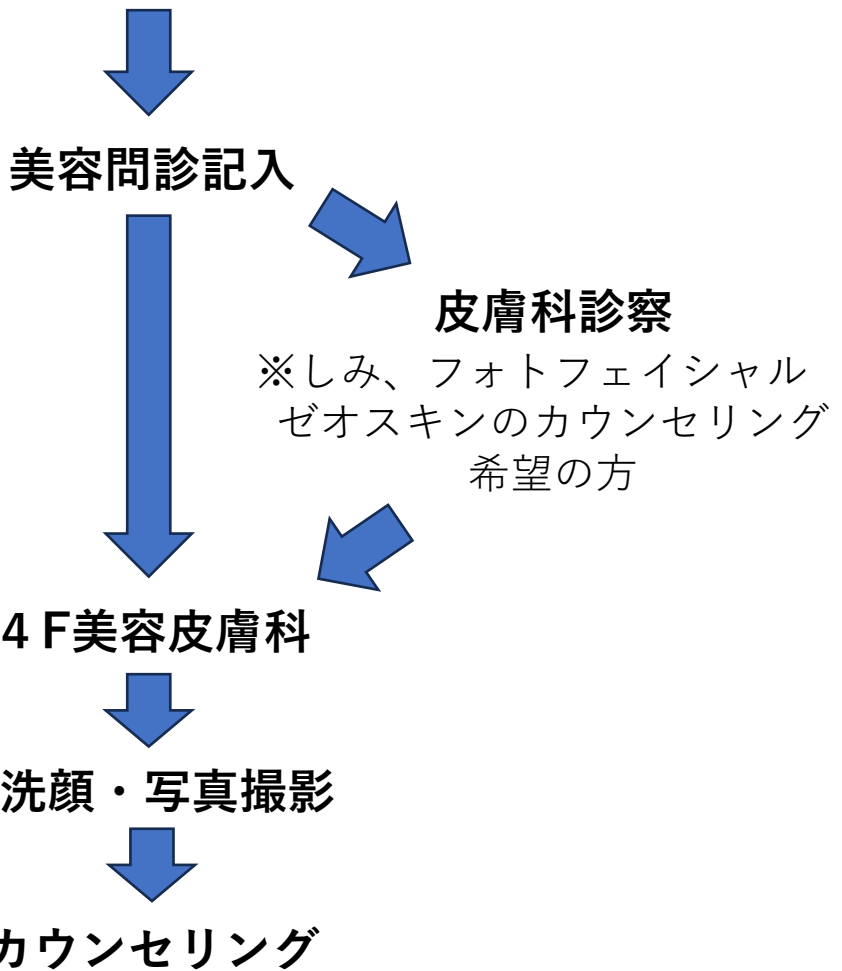 美容問診記入
皮膚科診察
※しみ、フォトフェイシャル
ゼオスキンのカウンセリング
希望の方
4 F美容皮膚科
洗顔・写真撮影
カウンセリング